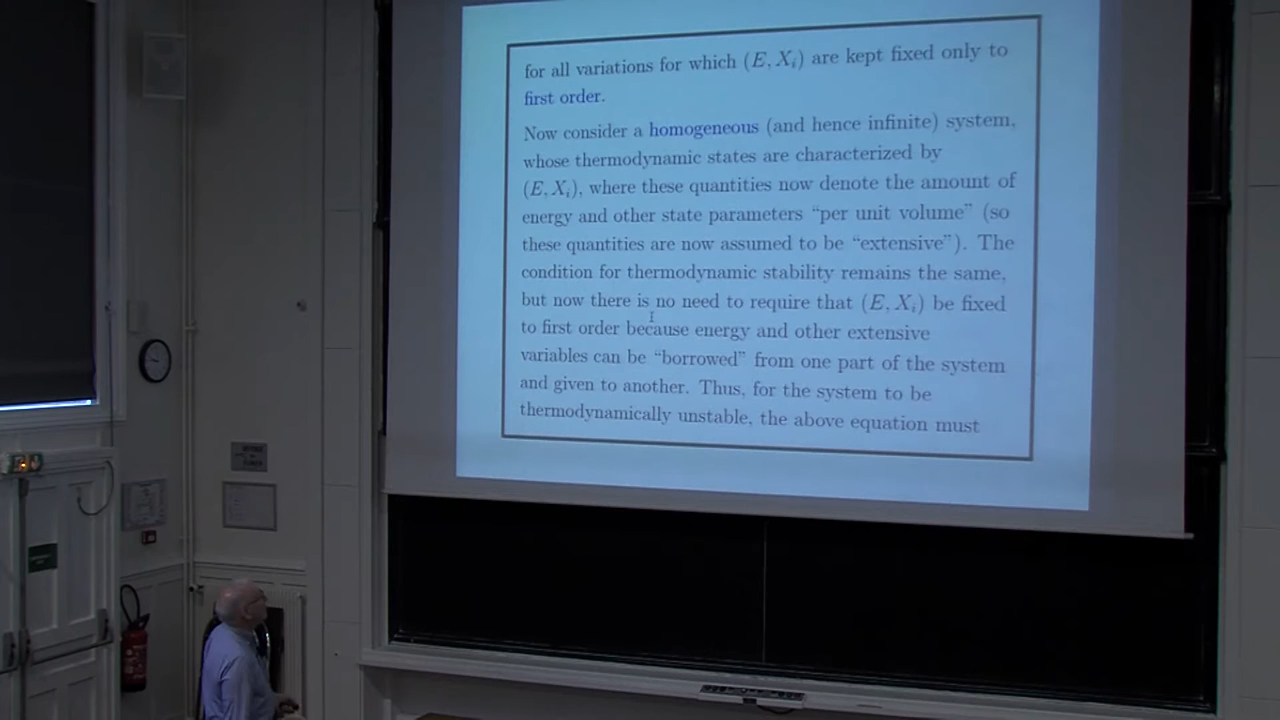 for all variations for which (E, Xᵢ) are kept fixed only to
first order.
Now consider a homogeneous (and hence infinite) system,
whose thermodynamic states are characterized by
(E, Xᵢ), where these quantities now denote the amount of
energy and other state parameters “per unit volume” (so
these quantities are now assumed to be “extensive”). The
condition for thermodynamic stability remains the same,
but now there is no need to require that (E, Xᵢ) be fixed
to first order because energy and other extensive
variables can be “borrowed” from one part of the system
and given to another. Thus, for the system to be
thermodynamically unstable, the above equation must